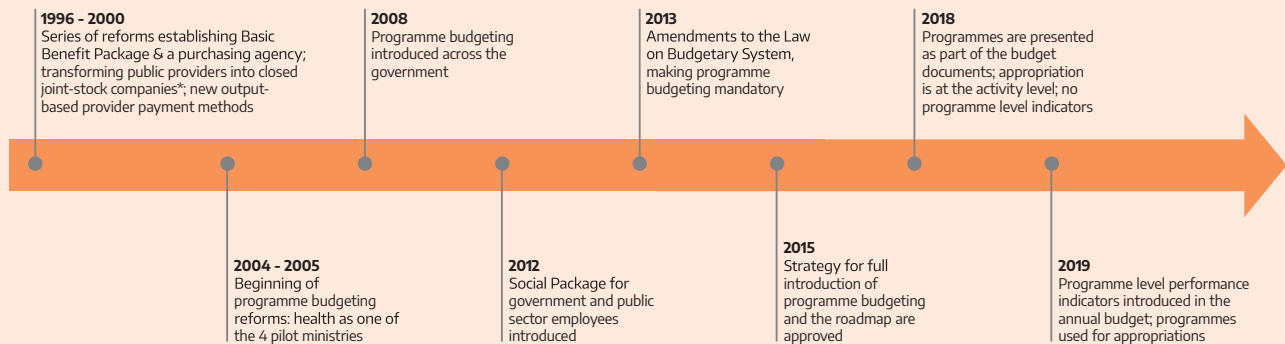 1996 - 2000
Series of reforms establishing Basic
Benefit Package & a purchasing agency;
transforming public providers into closed
joint-stock companies*; new output-
based provider payment methods
2004 - 2005
Beginning of
programme budgeting
reforms: health as one of
the 4 pilot ministries
2008
Programme budgeting
introduced across the
government
2012
Social Package for
government and public
sector employees
introduced
2013
Amendments to the Law
on Budgetary System,
making programme
budgeting mandatory
2015
Strategy for full
introduction of
programme budgeting
and the roadmap are
approved
2018
Programmes are presented
as part of the budget
documents; appropriation
is at the activity level; no
programme level indicators
2019
Programme level performance
indicators introduced in the
annual budget; programmes
used for appropriations